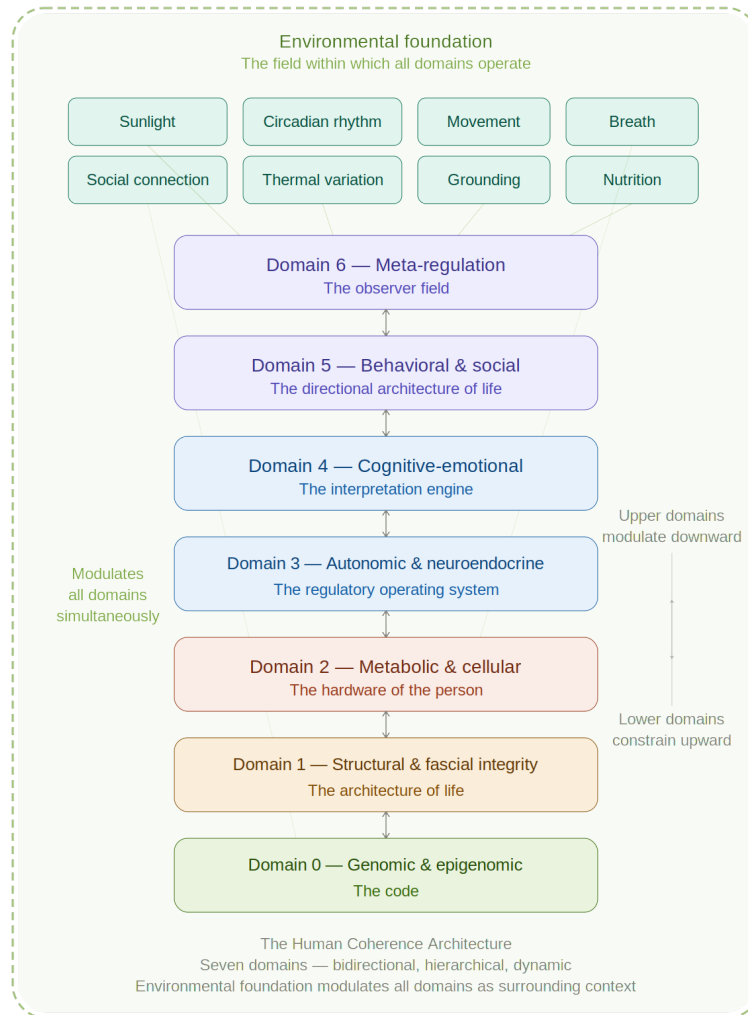 Environmental foundation
The field within which all domains operate
Sunlight
Circadian rhythm
Movement
Breath
Social connection
Thermal variation
Grounding
Nutrition
Domain 6 — Meta-regulation
The observer field
Domain 5 — Behavioral & social
The directional architecture of life
Domain 4 — Cognitive-emotional
The interpretation engine
Upper domains
modulate downward
Domain 3 — Autonomic & neuroendocrine
The regulatory operating system
Modulates
all domains
simultaneously
Domain 2 — Metabolic & cellular
The hardware of the person
Lower domains
constrain upward
Domain 1 — Structural & fascial integrity
The architecture of life
Domain 0 — Genomic & epigenomic
The code
The Human Coherence Architecture
Seven domains — bidirectional, hierarchical, dynamic
Environmental foundation modulates all domains as surrounding context